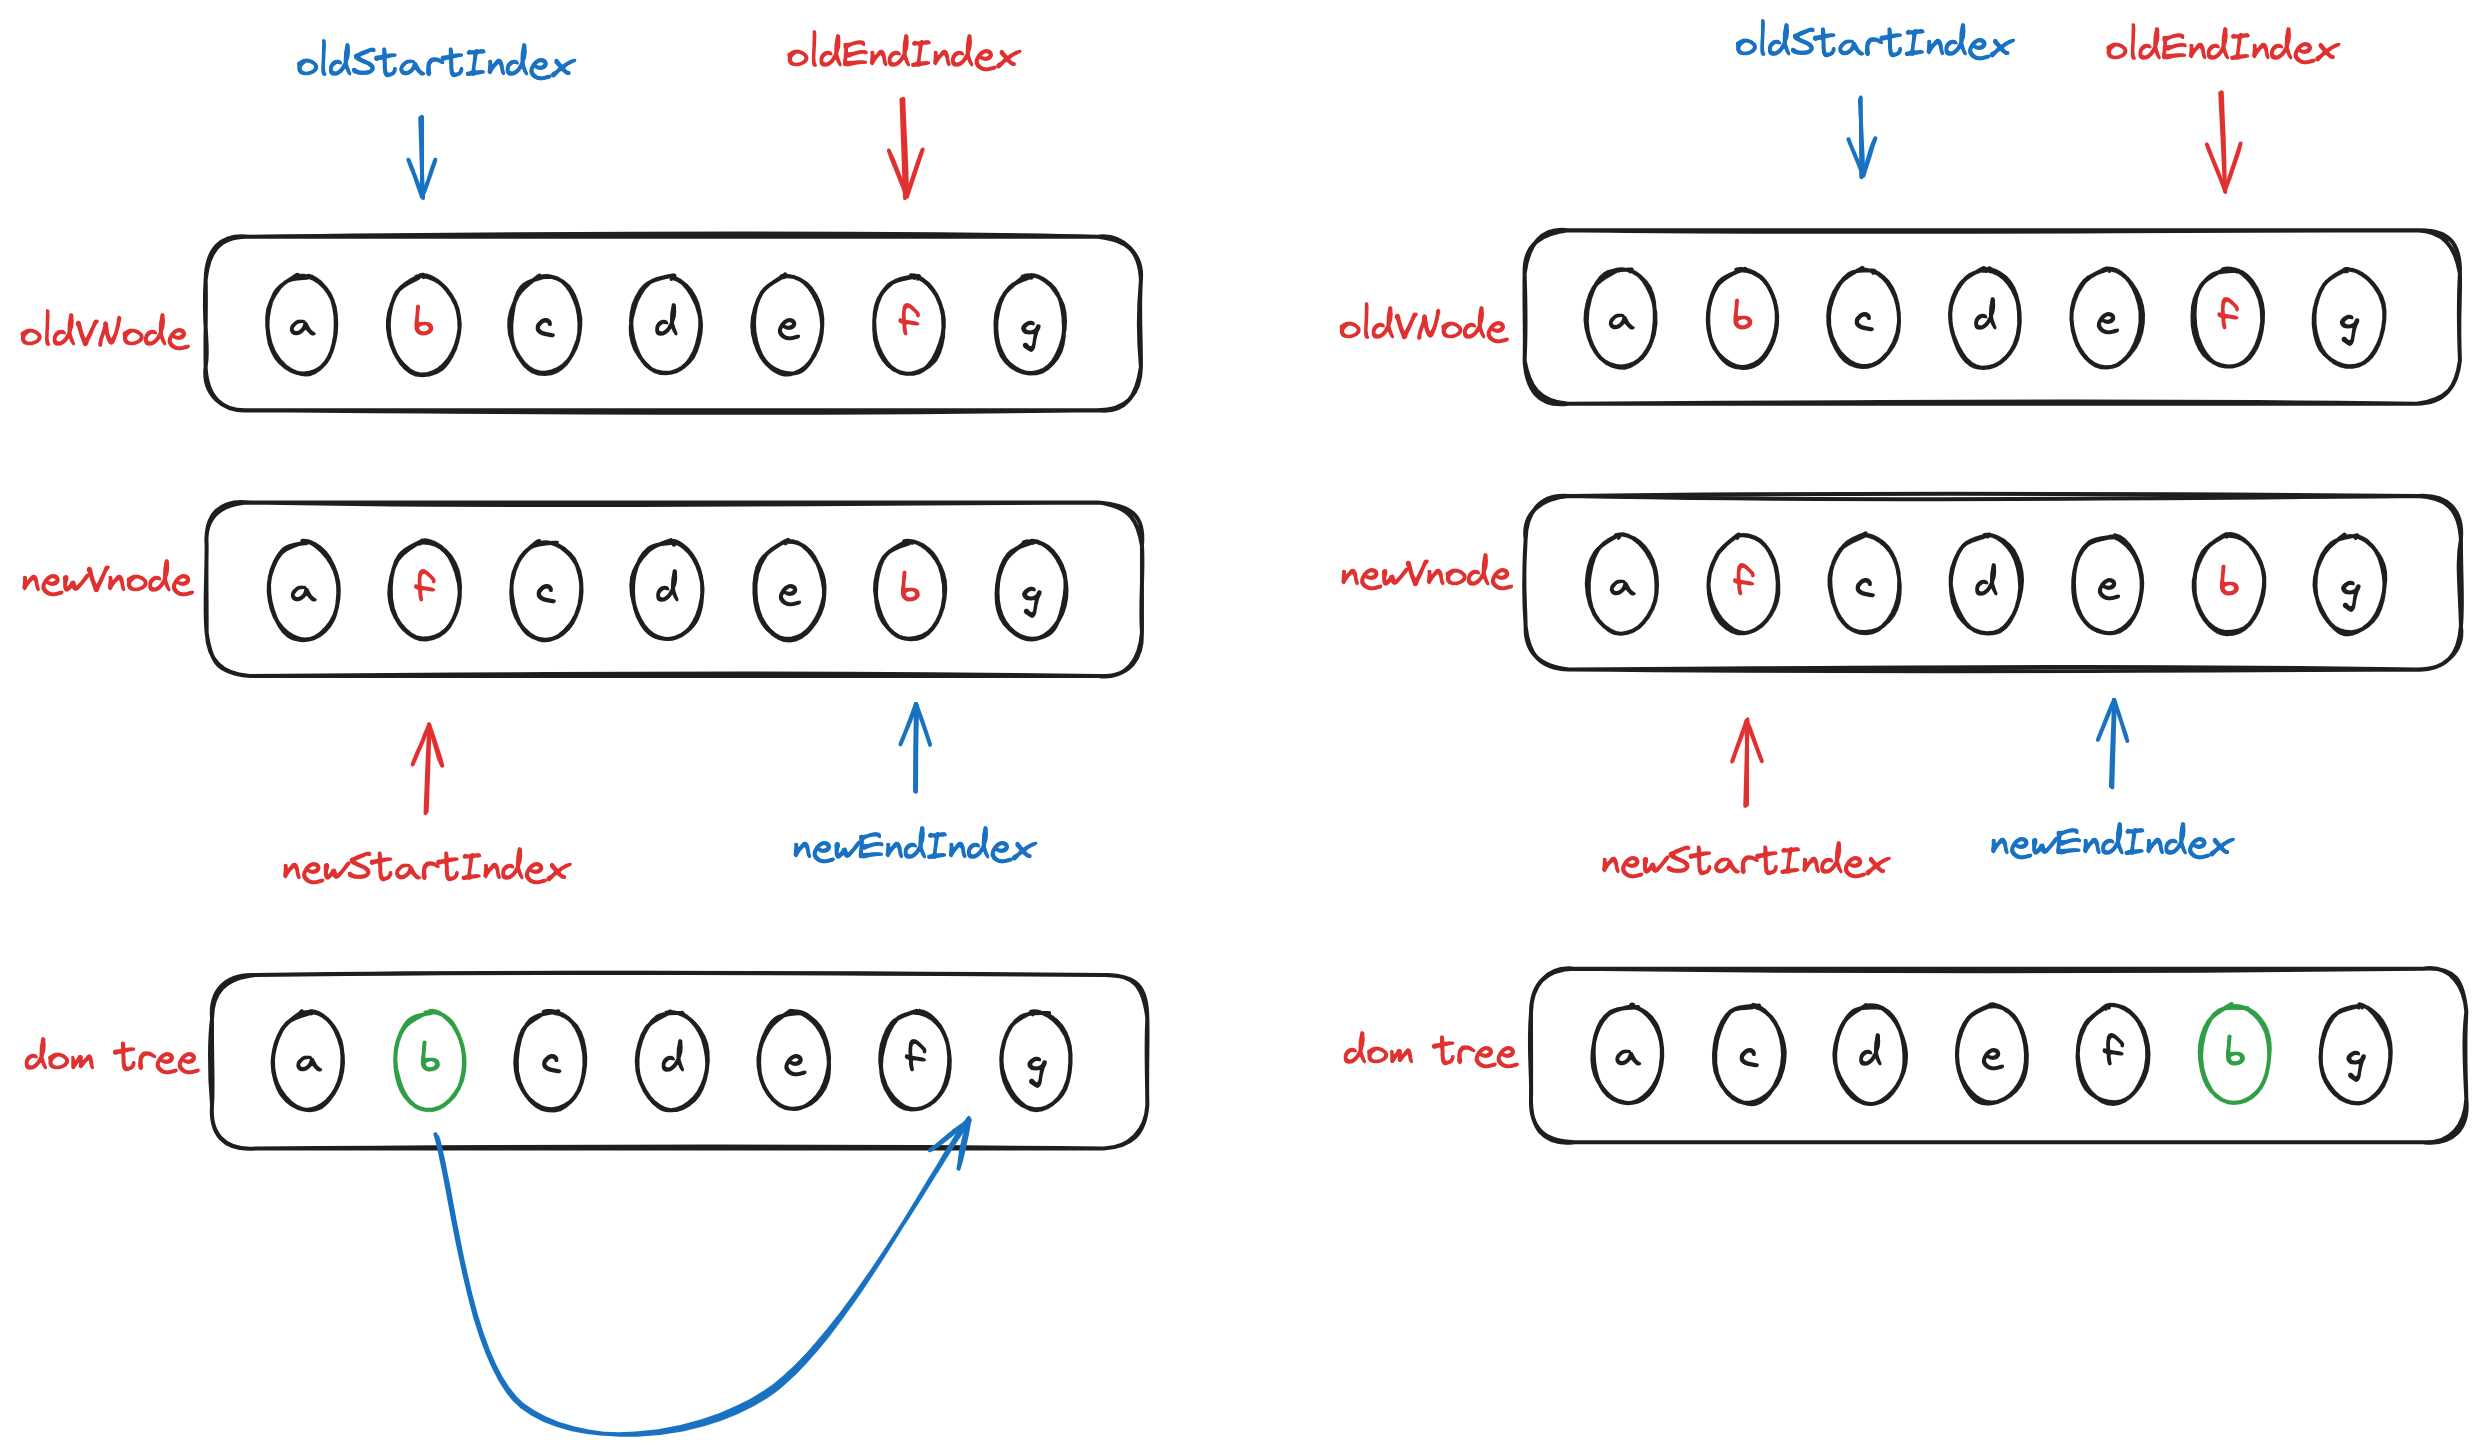 oldStartIndex
oldEndIndex
oldVNode
a b c d e f g
newVnode
a f c d e b g
newStartIndex
newEndIndex
dom tree
a b c d e f g
oldStartIndex
oldEndIndex
oldVNode
a b c d e f g
newVnode
a f c d e b g
newStartIndex
newEndIndex
dom tree
a c d e f b g